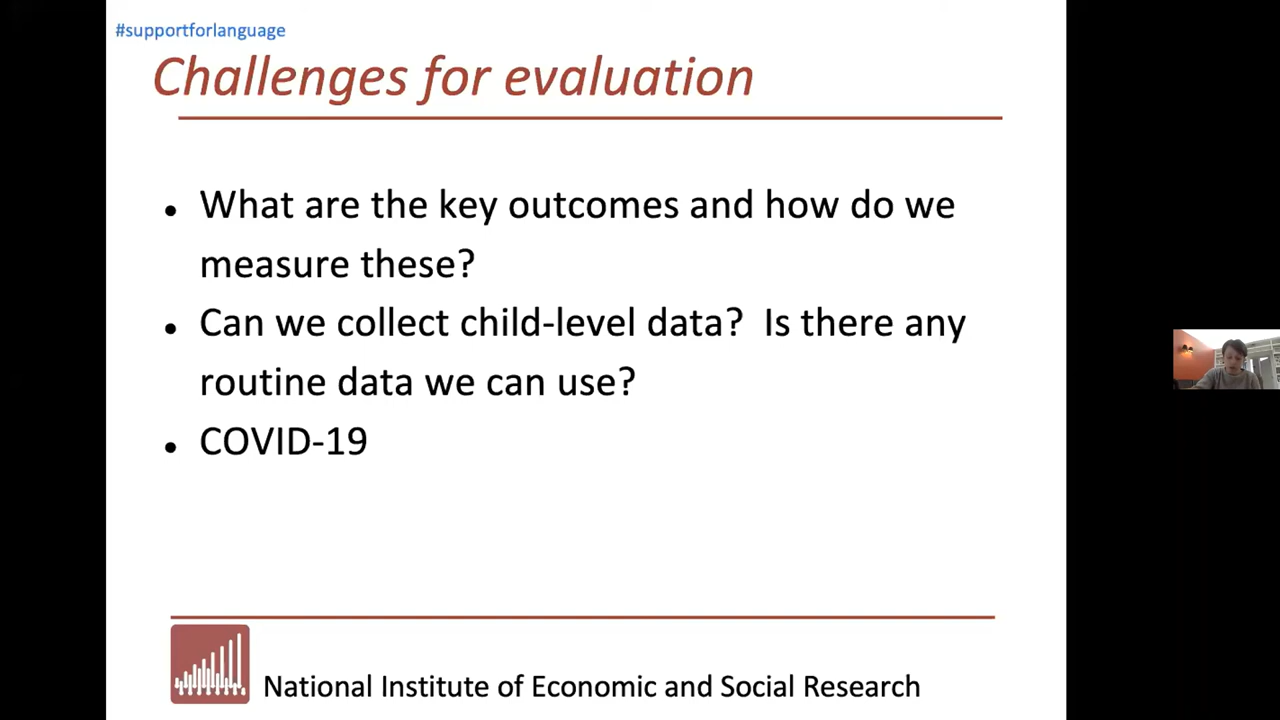 #supportforlanguage
Challenges for evaluation
• What are the key outcomes and how do we
measure these?
• Can we collect child-level data?  Is there any
routine data we can use?
• COVID-19
National Institute of Economic and Social Research